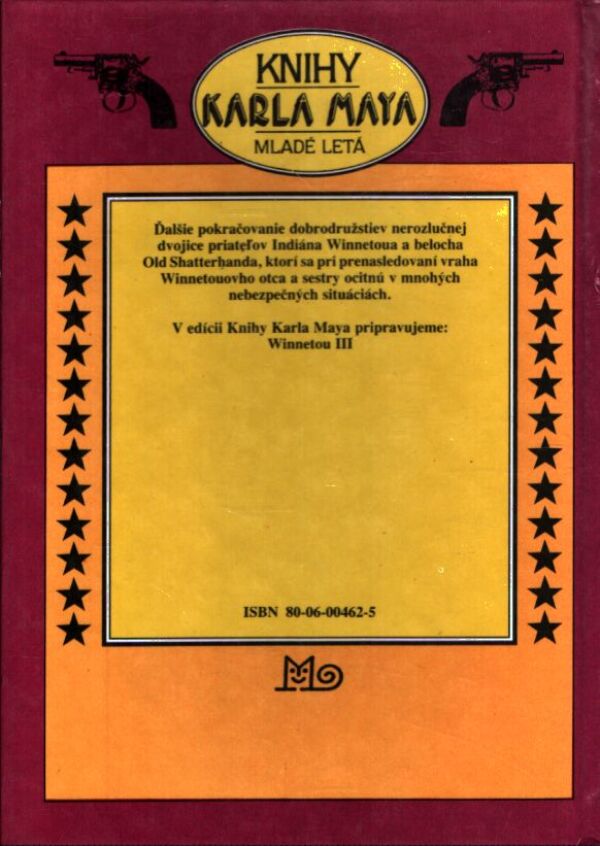 KNIHY
KARLA MAYA
MLADÉ LETÁ
Ďalšie pokračovanie dobrodružstiev nerozlučnej
dvojice priateľov Indiána Winnetoua a belocha
Old Shatterhanda, ktorí sa pri prenasledovaní vraha
Winnetouovho otca a sestry ocitnú v mnohých
nebezpečných situáciách.
V edícii Knihy Karla Maya pripravujeme:
Winnetou III
ISBN 80-06-00462-5